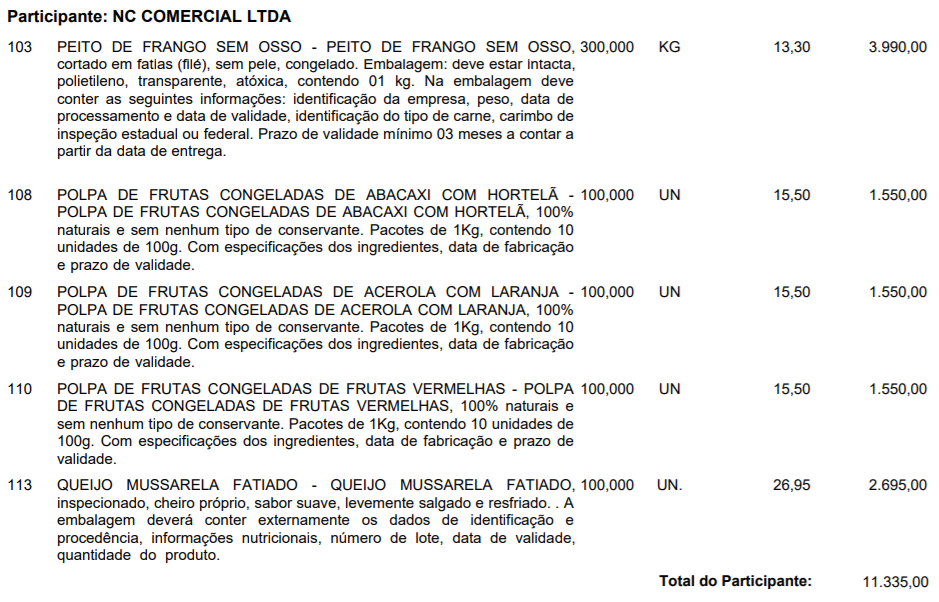 Participante: NC COMERCIAL LTDA
103 PEITO DE FRANGO SEM OSSO - PEITO DE FRANGO SEM OSSO, 300,000 KG 13,30 3.990,00
cortado em fatias (filé), sem pele, congelado. Embalagem: deve estar intacta,
polietileno, transparente, atóxica, contendo 01 kg. Na embalagem deve
conter as seguintes informações: identificação da empresa, peso, data de
processamento e data de validade, identificação do tipo de carne, carimbo de
inspeção estadual ou federal. Prazo de validade mínimo 03 meses a contar a
partir da data de entrega.
108 POLPA DE FRUTAS CONGELADAS DE ABACAXI COM HORTELÃ - 100,000 UN 15,50 1.550,00
POLPA DE FRUTAS CONGELADAS DE ABACAXI COM HORTELÃ, 100%
naturais e sem nenhum tipo de conservante. Pacotes de 1Kg, contendo 10
unidades de 100g. Com especificações dos ingredientes, data de fabricação
e prazo de validade.
109 POLPA DE FRUTAS CONGELADAS DE ACEROLA COM LARANJA - 100,000 UN 15,50 1.550,00
POLPA DE FRUTAS CONGELADAS DE ACEROLA COM LARANJA, 100%
naturais e sem nenhum tipo de conservante. Pacotes de 1Kg, contendo 10
unidades de 100g. Com especificações dos ingredientes, data de fabricação
e prazo de validade.
110 POLPA DE FRUTAS CONGELADAS DE FRUTAS VERMELHAS - POLPA 100,000 UN 15,50 1.550,00
DE FRUTAS CONGELADAS DE FRUTAS VERMELHAS, 100% naturais e
sem nenhum tipo de conservante. Pacotes de 1Kg, contendo 10 unidades de
100g. Com especificações dos ingredientes, data de fabricação e prazo de
validade.
113 QUEIJO MUSSARELA FATIADO - QUEIJO MUSSARELA FATIADO, 100,000 UN. 26,95 2.695,00
inspecionado, cheiro próprio, sabor suave, levemente salgado e resfriado. . A
embalagem deverá conter externamente os dados de identificação e
procedência, informações nutricionais, número de lote, data de validade,
quantidade do produto.
Total do Participante: 11.335,00